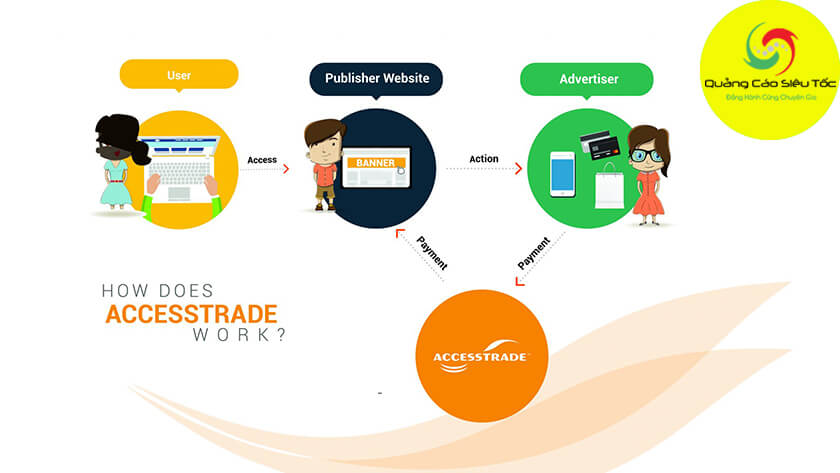 User
Publisher Website
Advertiser
Quảng Cáo Siêu Tốc
Đồng Hành Cùng Chuyên Gia
Access
BANNER
Action
Payment
Payment
HOW DOES
ACCESSTRADE
WORK?
ACCESSTRADE